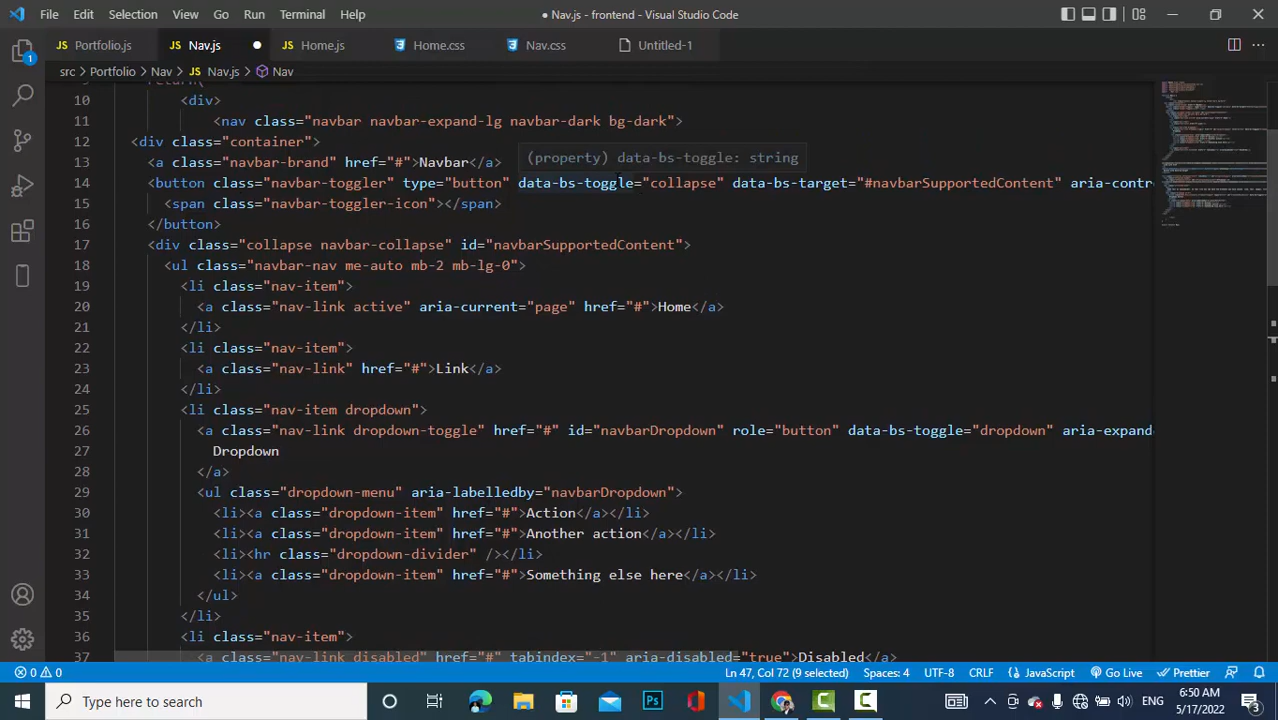 File Edit Selection View Go Run Terminal Help
● Nav.js - frontend - Visual Studio Code
Portfolio.js Nav.js Home.js Home.css Nav.css Untitled-1
1
src > Portfolio > Nav > Nav.js > Nav
return(
10 <div>
11 <nav class="navbar navbar-expand-lg navbar-dark bg-dark">
12 <div class="container">
(property) data-bs-toggle: string
13 <a class="navbar-brand" href="#">Navbar</a>
14 <button class="navbar-toggler" type="button" data-bs-toggle="collapse" data-bs-target="#navbarSupportedContent" aria-contr
15 <span class="navbar-toggler-icon"></span>
16 </button>
17 <div class="collapse navbar-collapse" id="navbarSupportedContent">
18 <ul class="navbar-nav me-auto mb-2 mb-lg-0">
19 <li class="nav-item">
20 <a class="nav-link active" aria-current="page" href="#">Home</a>
21 </li>
22 <li class="nav-item">
23 <a class="nav-link" href="#">Link</a>
24 </li>
25 <li class="nav-item dropdown">
26 <a class="nav-link dropdown-toggle" href="#" id="navbarDropdown" role="button" data-bs-toggle="dropdown" aria-expand
27 Dropdown
28 </a>
29 <ul class="dropdown-menu" aria-labelledby="navbarDropdown">
30 <li><a class="dropdown-item" href="#">Action</a></li>
31 <li><a class="dropdown-item" href="#">Another action</a></li>
32 <li><hr class="dropdown-divider" /></li>
33 <li><a class="dropdown-item" href="#">Something else here</a></li>
34 </ul>
35 </li>
36 <li class="nav-item">
37 <a class="nav-link disabled" href="#" tabindex="-1" aria-disabled="true">Disabled</a>
0 0 Ln 47, Col 72 (9 selected) Spaces: 4 UTF-8 CRLF JavaScript Go Live Prettier
Type here to search
Ps
ENG
6:50 AM
5/17/2022
3